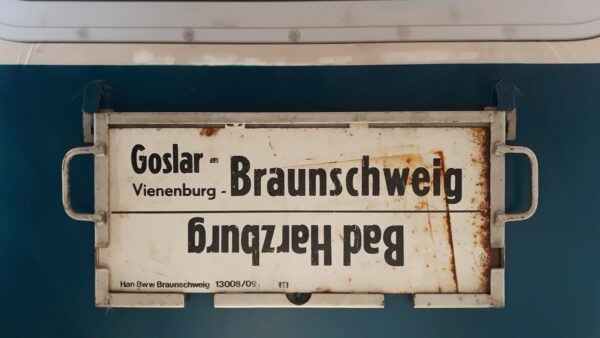 Goslar -
Vienenburg - Braunschweig
Bad Harzburg
Han Bww Braunschweig 13008/09